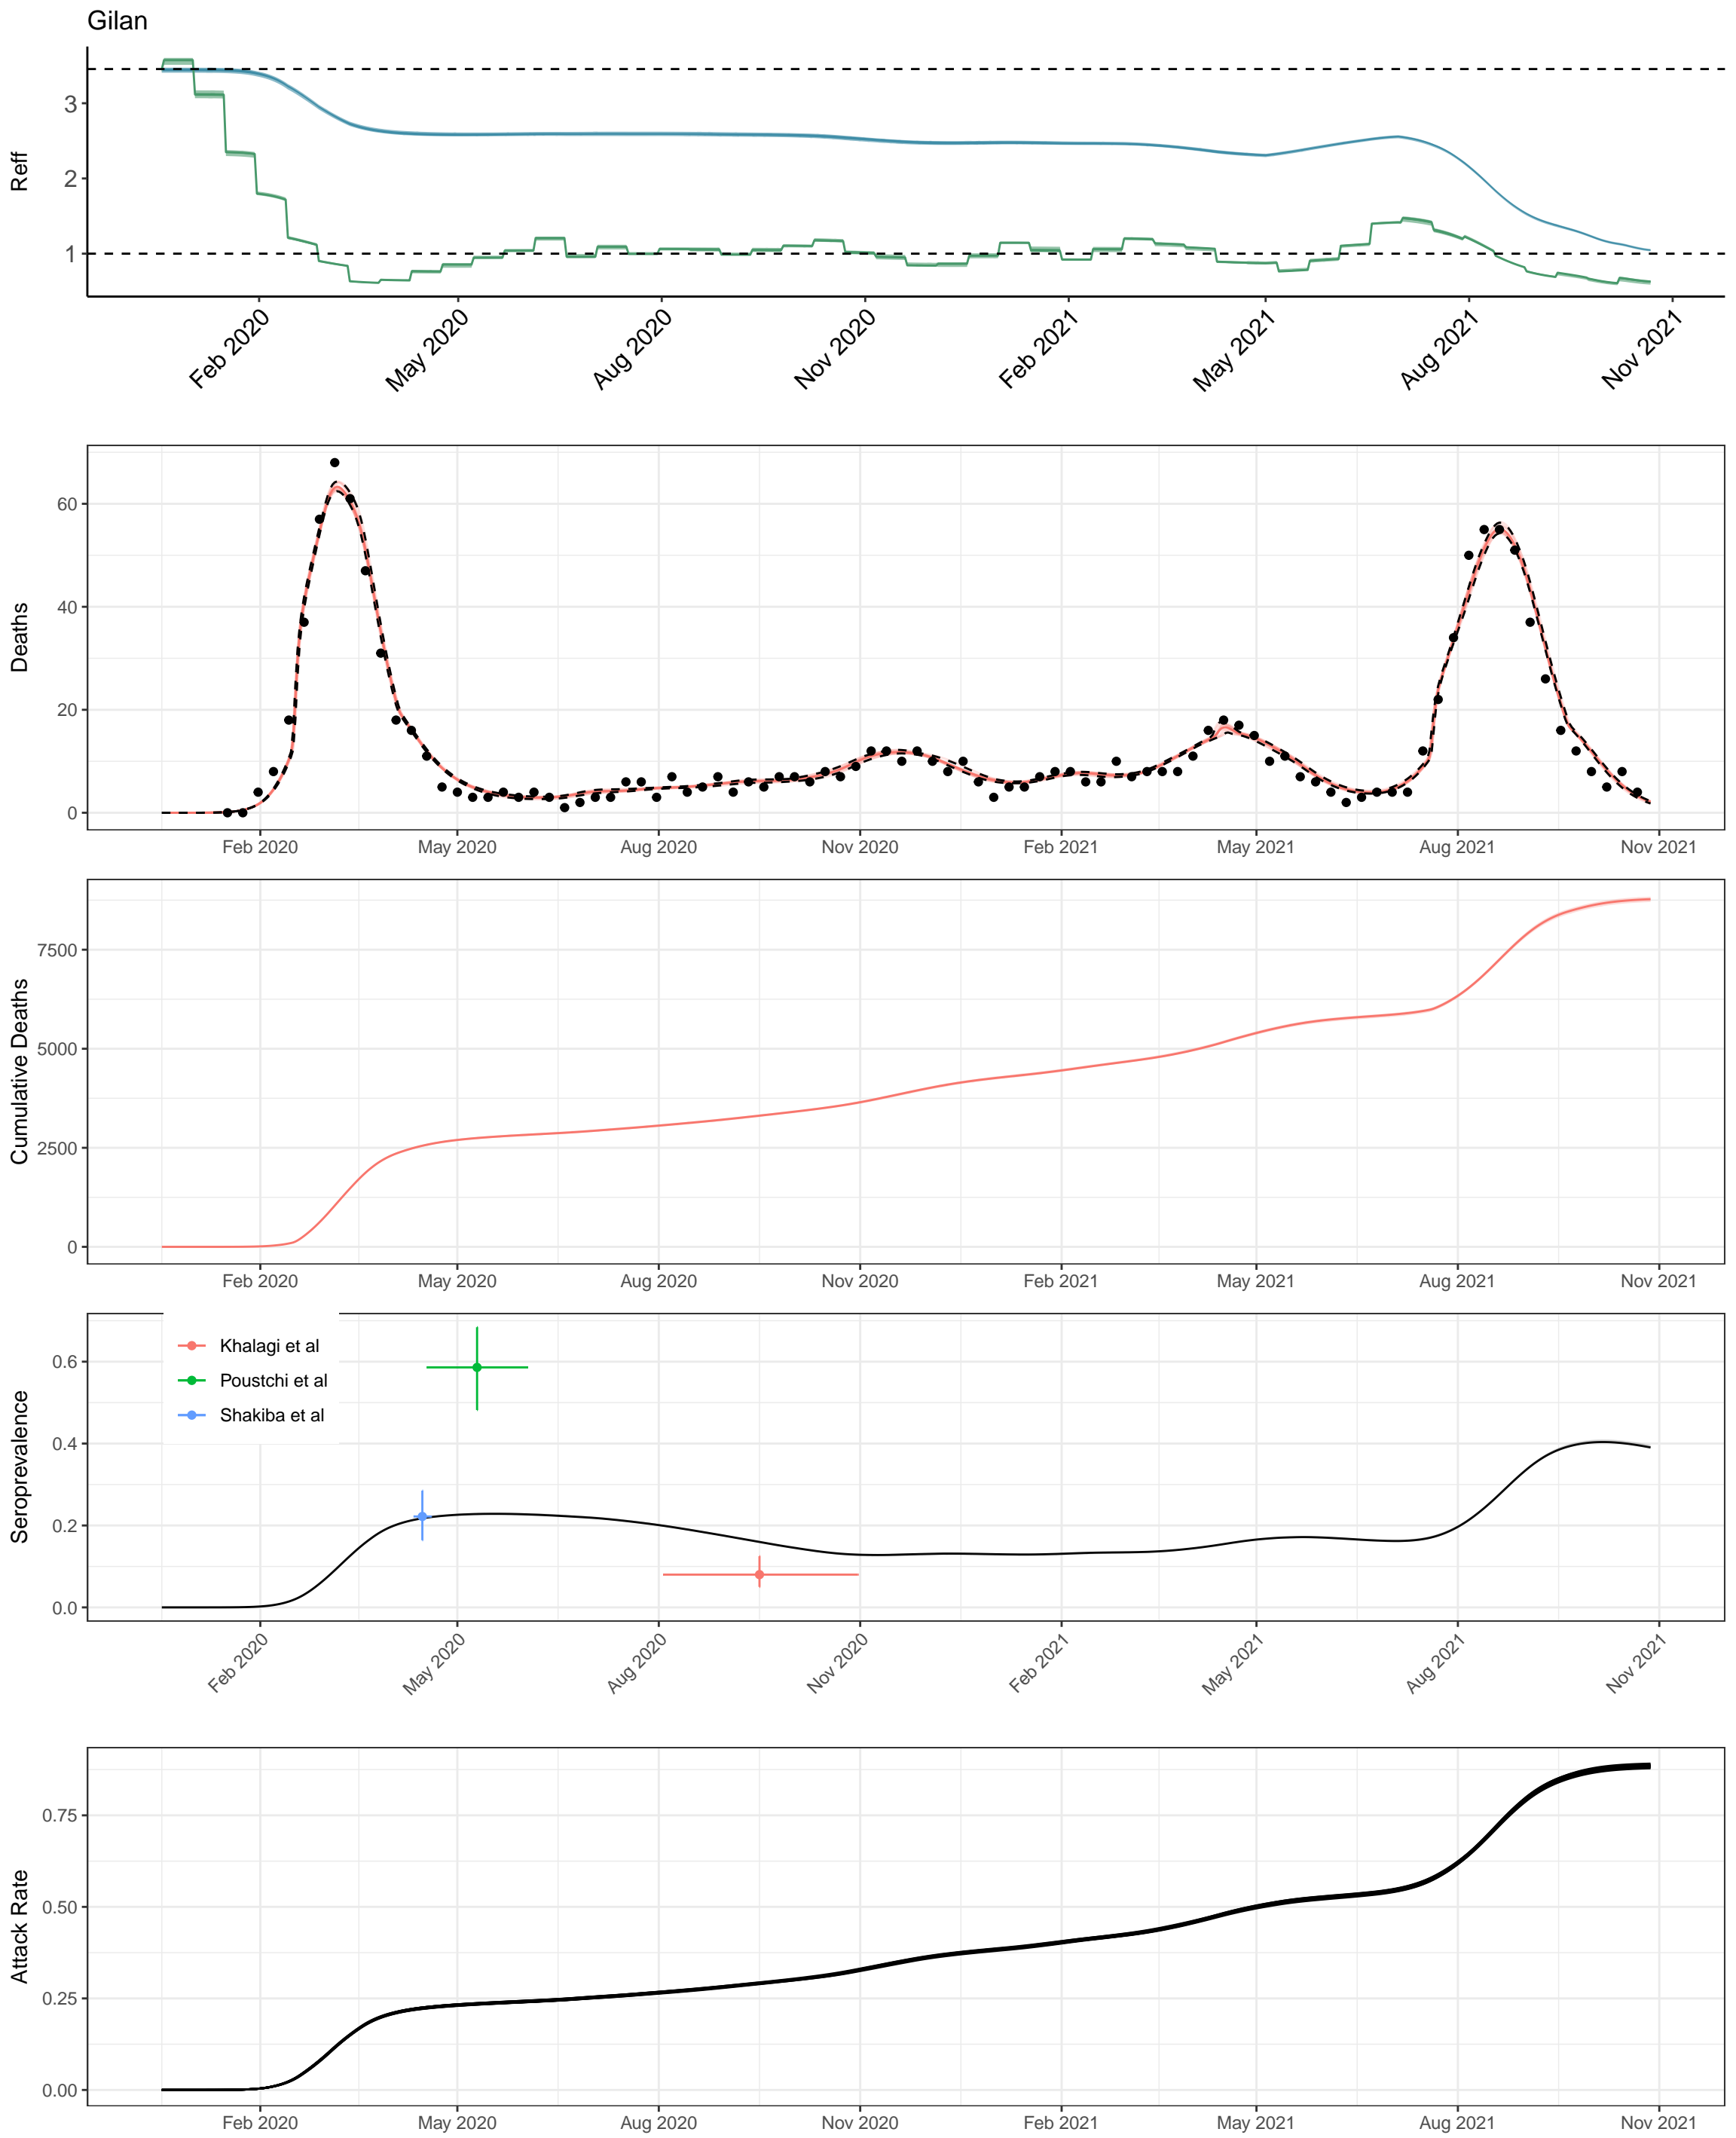 Gilan
Reff
3
2
1
Feb 2020
May 2020
Aug 2020
Nov 2020
Feb 2021
May 2021
Aug 2021
Nov 2021
Deaths
60
40
20
0
Feb 2020
May 2020
Aug 2020
Nov 2020
Feb 2021
May 2021
Aug 2021
Nov 2021
Cumulative Deaths
7500
5000
2500
0
Feb 2020
May 2020
Aug 2020
Nov 2020
Feb 2021
May 2021
Aug 2021
Nov 2021
Seroprevalence
0.6
0.4
0.2
0.0
Khalagi et al
Poustchi et al
Shakiba et al
Feb 2020
May 2020
Aug 2020
Nov 2020
Feb 2021
May 2021
Aug 2021
Nov 2021
Attack Rate
0.75
0.50
0.25
0.00
Feb 2020
May 2020
Aug 2020
Nov 2020
Feb 2021
May 2021
Aug 2021
Nov 2021